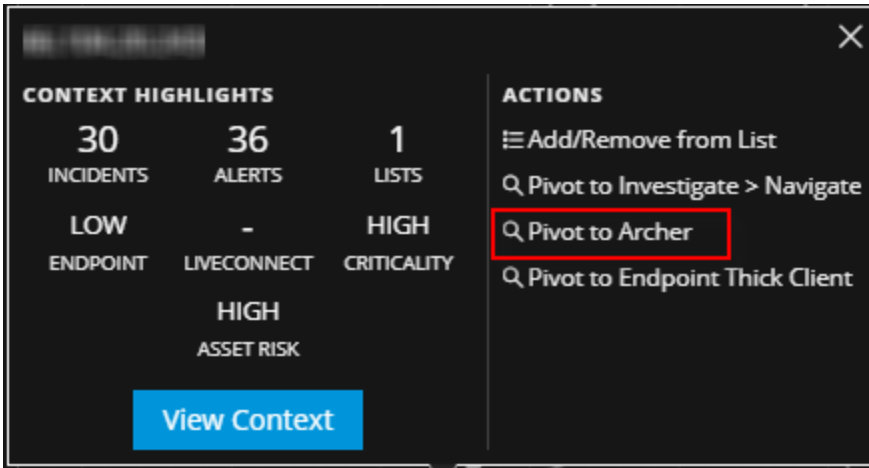 CONTEXT HIGHLIGHTS
30 36 1
INCIDENTS ALERTS LISTS
LOW - HIGH
ENDPOINT LIVECONNECT CRITICALITY
HIGH
ASSET RISK
View Context
ACTIONS
Add/Remove from List
Pivot to Investigate > Navigate
Pivot to Archer
Pivot to Endpoint Thick Client